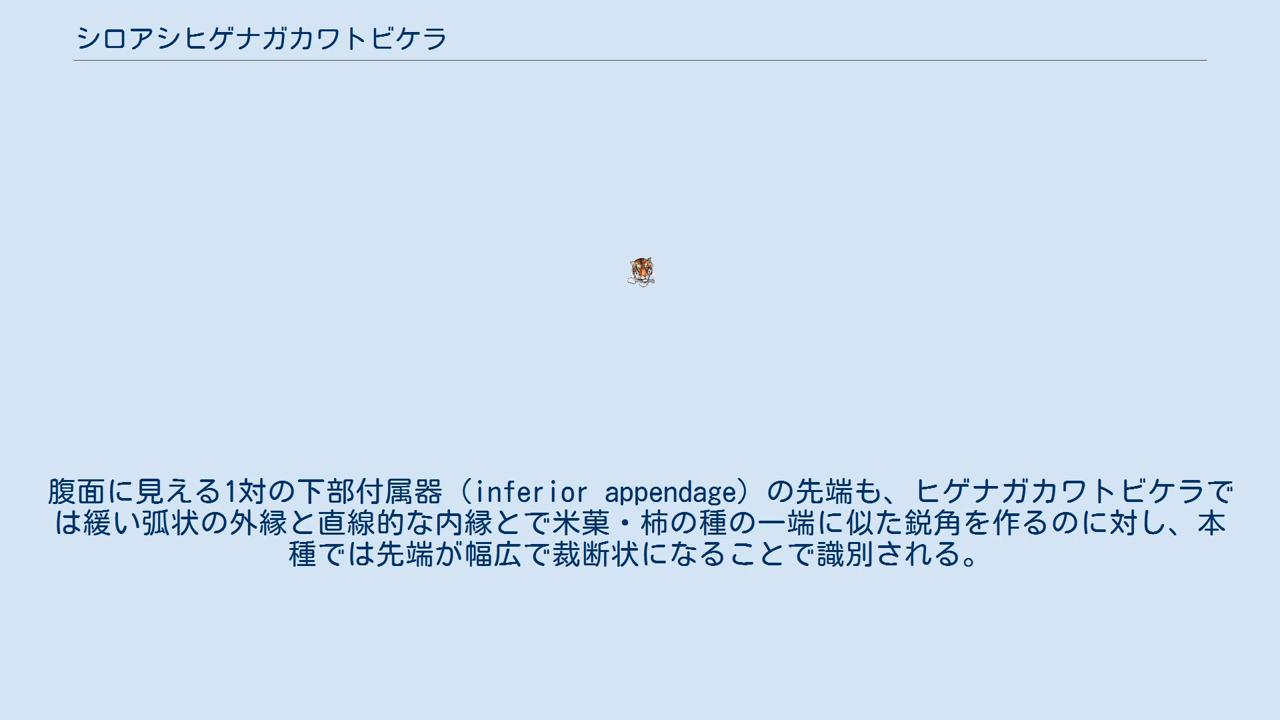 シロアシヒゲナガカワトビケラ
腹面に見える1対の下部付属器（inferior appendage）の先端も、ヒゲナガカワトビケラで
は緩い弧状の外縁と直線的な内縁とで米菓・柿の種の一端に似た鋭角を作るのに対し、本
種では先端が幅広で裁断状になることで識別される。